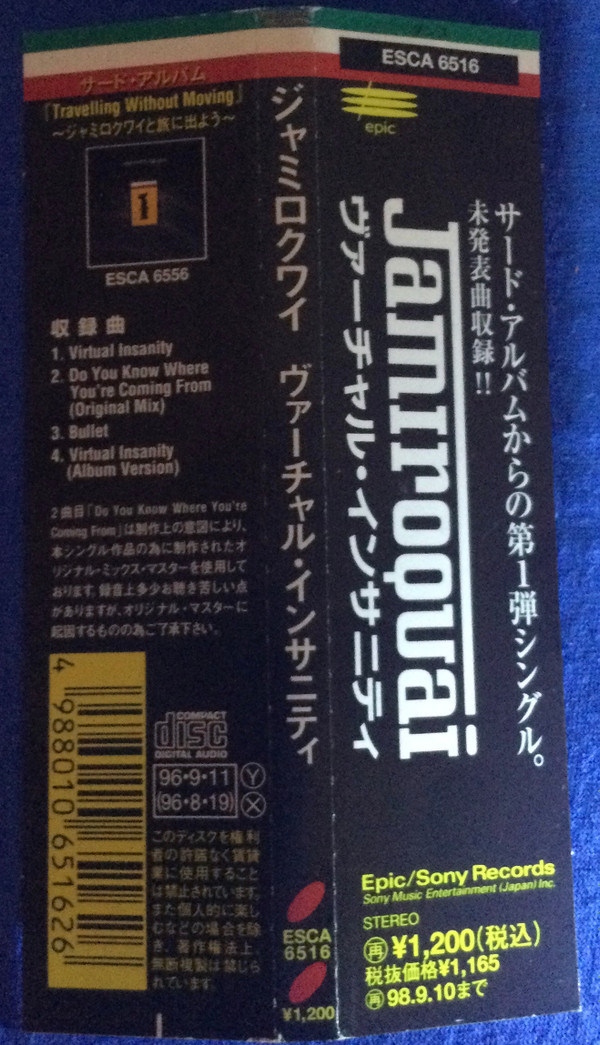 サード・アルバム
『Travelling Without Moving』
〜ジャミロクワイと旅に出よう〜
1
ESCA 6556
収録曲
1. Virtual Insanity
2. Do You Know Where
You're Coming From
(Original Mix)
3. Bullet
4. Virtual Insanity
(Album Version)
2曲目「Do You Know Where You're
Coming From」は制作上の意図により、
本シングル作品の為に制作されたオ
リジナル・ミックス・マスターを使用して
おります。録音上多少お聴き苦しい点
がありますが、オリジナル・マスターに
起因するものの為ご了承下さい。
4 988010 651626
COMPACT
disc
DIGITAL AUDIO
96・9・11 Y
(96・8・19) X
このディスクを権利
者の許諾なく賃貸
業に使用すること
は禁止されています。
また個人的に楽し
むなどの場合を除
き、著作権法上、
無断複製は禁じら
れています。
ジャミロクワイ ヴァーチャル・インサニティ
ESCA
6516
¥1,200
ESCA 6516
epic
サード・アルバムからの第1弾シングル。
未発表曲収録!!
Jamiroquai
ヴァーチャル・インサニティ
Epic/Sony Records
Sony Music Entertainment (Japan) Inc.
STEREO
再 ¥1,200(税込)
税抜価格¥1,165
再 98.9.10まで